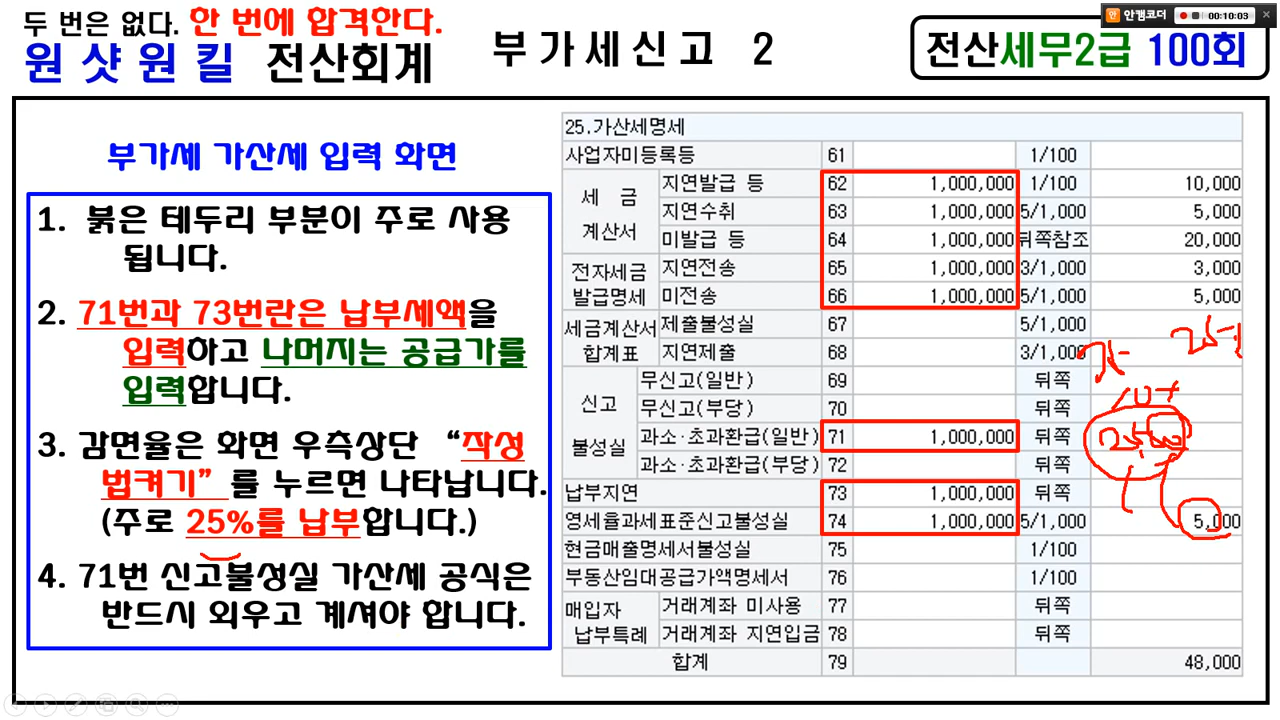 두 번은 없다. 한 번에 합격한다.
원 샷 원 킬 전산회계
부 가 세 신 고 2
전산세무2급 100회
안캠코더
00:10:03
부가세 가산세 입력 화면
1. 붉은 테두리 부분이 주로 사용
됩니다.
2. 71번과 73번란은 납부세액을
입력하고 나머지는 공급가를
입력합니다.
3. 감면율은 화면 우측상단 “작성
법켜기”를 누르면 나타납니다.
(주로 25%를 납부합니다.)
4. 71번 신고불성실 가산세 공식은
반드시 외우고 계셔야 합니다.
25.가산세명세
사업자미등록등 61 1/100
세 금
계산서
지연발급 등 62 1,000,000 1/100 10,000
지연수취 63 1,000,000 5/1,000 5,000
미발급 등 64 1,000,000 뒤쪽참조 20,000
전자세금
발급명세
지연전송 65 1,000,000 3/1,000 3,000
미전송 66 1,000,000 5/1,000 5,000
세금계산서
합계표
제출불성실 67 5/1,000
지연제출 68 3/1,000
신고
불성실
무신고(일반) 69 뒤쪽
무신고(부당) 70 뒤쪽
과소·초과환급(일반) 71 1,000,000 뒤쪽
과소·초과환급(부당) 72 뒤쪽
납부지연 73 1,000,000 뒤쪽
영세율과세표준신고불성실 74 1,000,000 5/1,000 5,000
현금매출명세서불성실 75 1/100
부동산임대공급가액명세서 76 1/100
매입자
납부특례
거래계좌 미사용 77 뒤쪽
거래계좌 지연입금 78 뒤쪽
합계 79 48,000